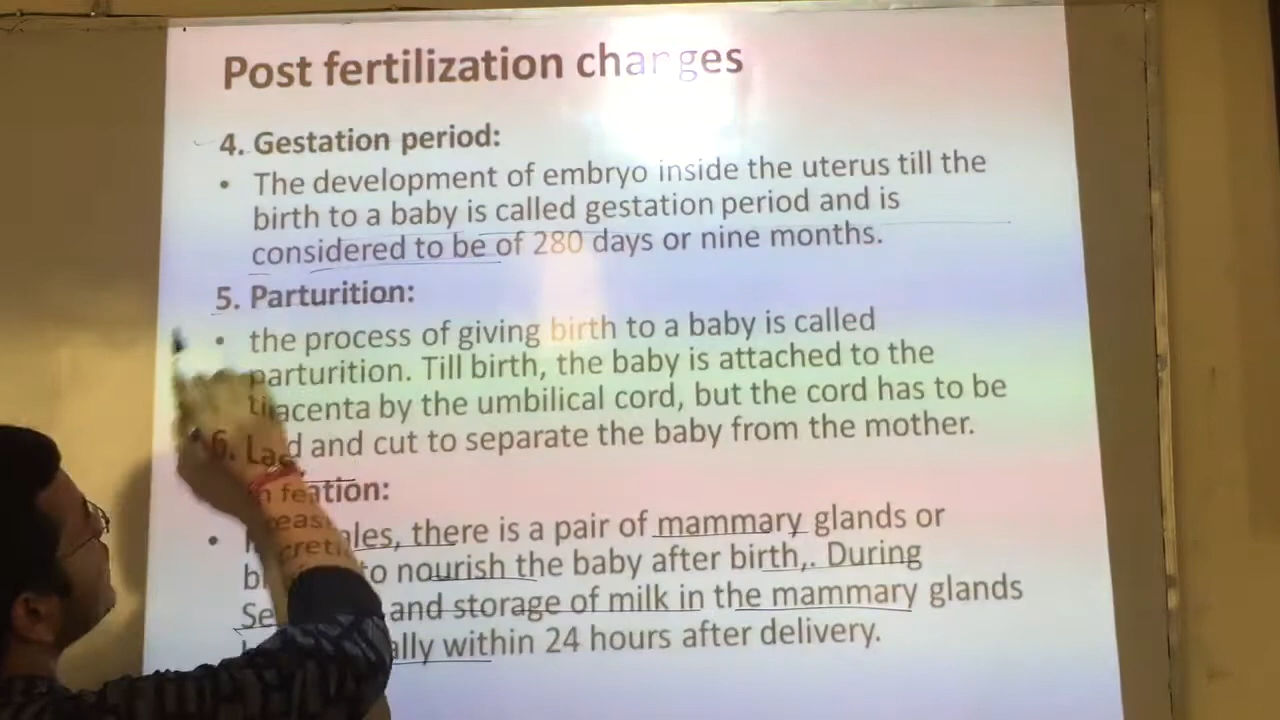 Post fertilization changes
4. Gestation period:
• The development of embryo inside the uterus till the
birth to a baby is called gestation period and is
considered to be of 280 days or nine months.
5. Parturition:
• the process of giving birth to a baby is called
parturition. Till birth, the baby is attached to the
by the umbilical cord, but the cord has to be
and cut to separate the baby from the mother.
6.
• there is a pair of mammary glands or
to nourish the baby after birth,. During
and storage of milk in the mammary glands
within 24 hours after delivery.